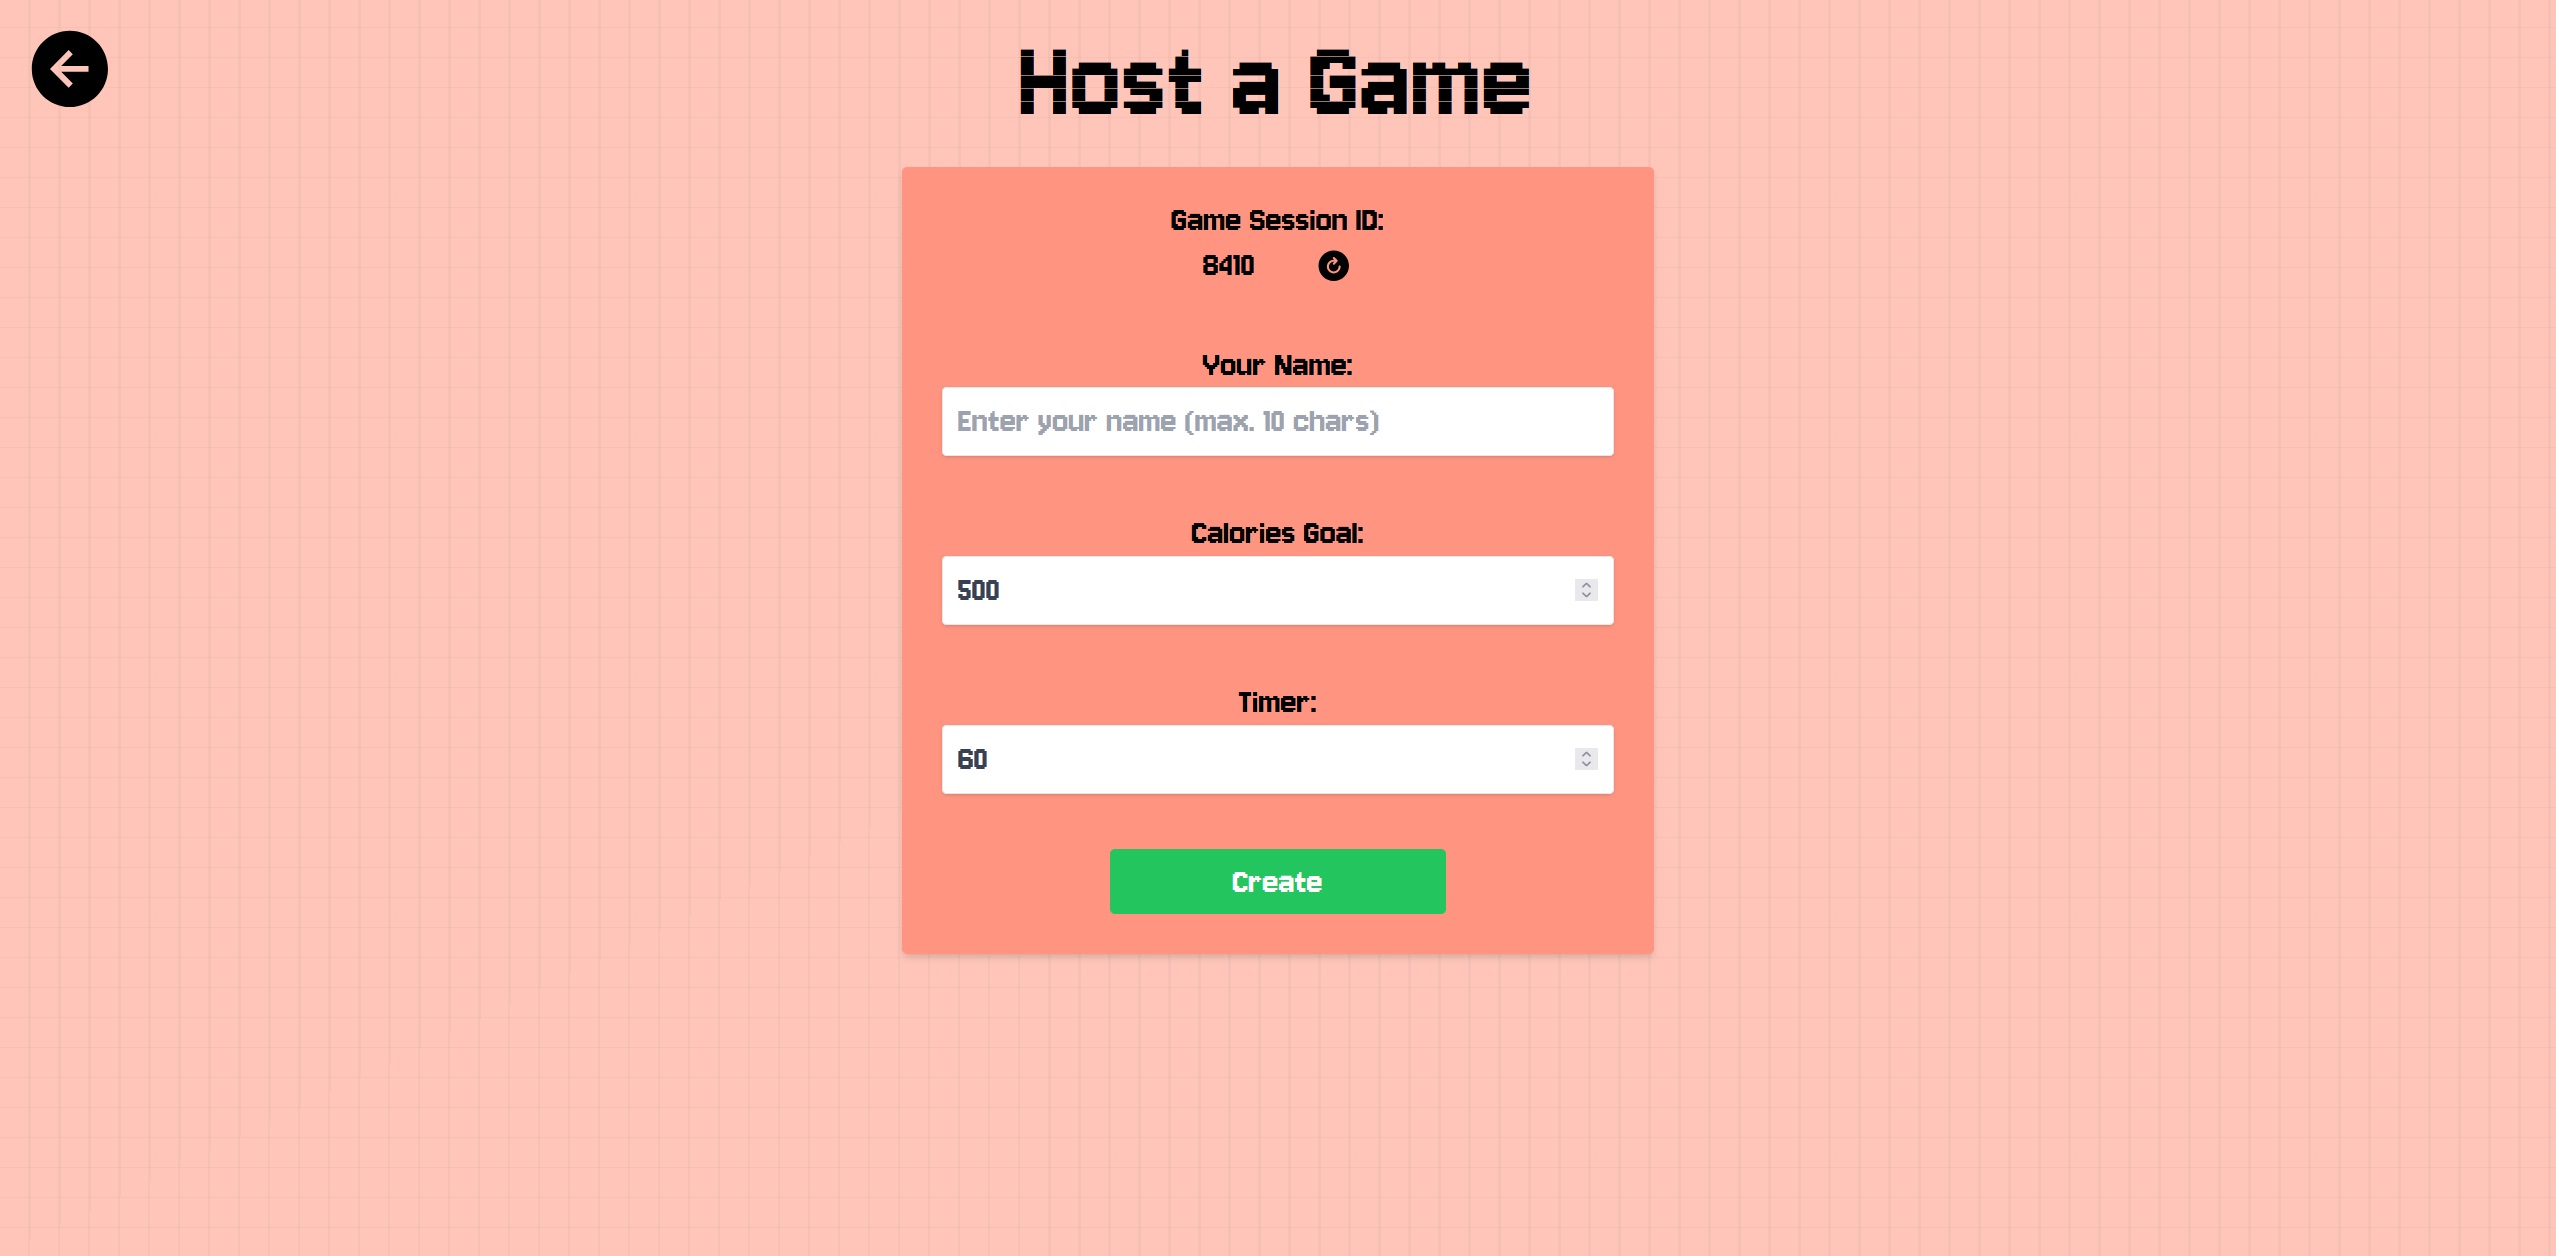 Host a Game
Game Session ID:
8410
Your Name:
Enter your name (max. 10 chars)
Calories Goal:
500
Timer:
60
Create